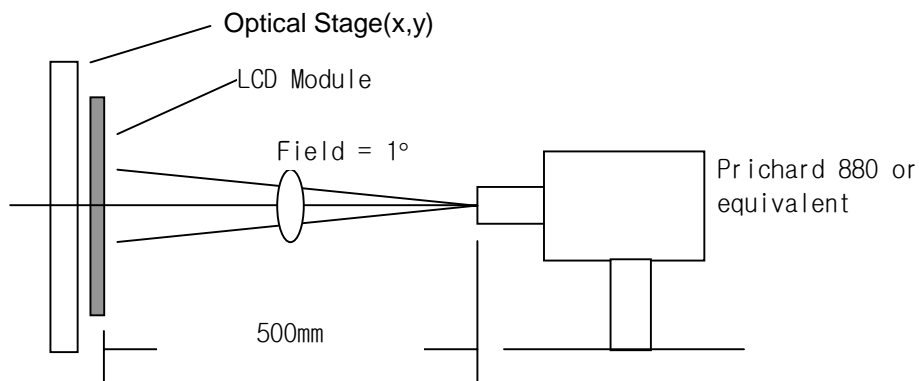 Optical Stage(x,y)
LCD Module
Field = 1°
Prichard 880 or
equivalent
500mm